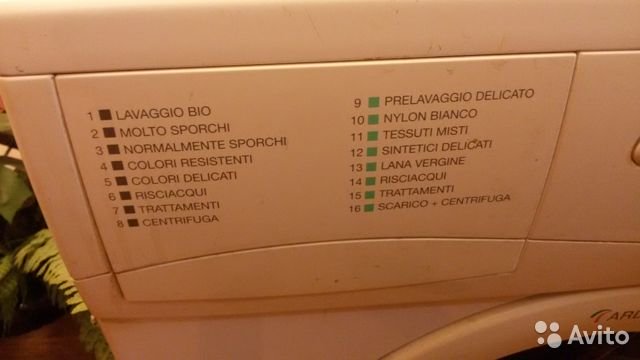 1 LAVAGGIO BIO
2 MOLTO SPORCHI
3 NORMALMENTE SPORCHI
4 COLORI RESISTENTI
5 COLORI DELICATI
6 RISCIACQUI
7 TRATTAMENTI
8 CENTRIFUGA
9 PRELAVAGGIO DELICATO
10 NYLON BIANCO
11 TESSUTI MISTI
12 SINTETICI DELICATI
13 LANA VERGINE
14 RISCIACQUI
15 TRATTAMENTI
16 SCARICO + CENTRIFUGA
Avito